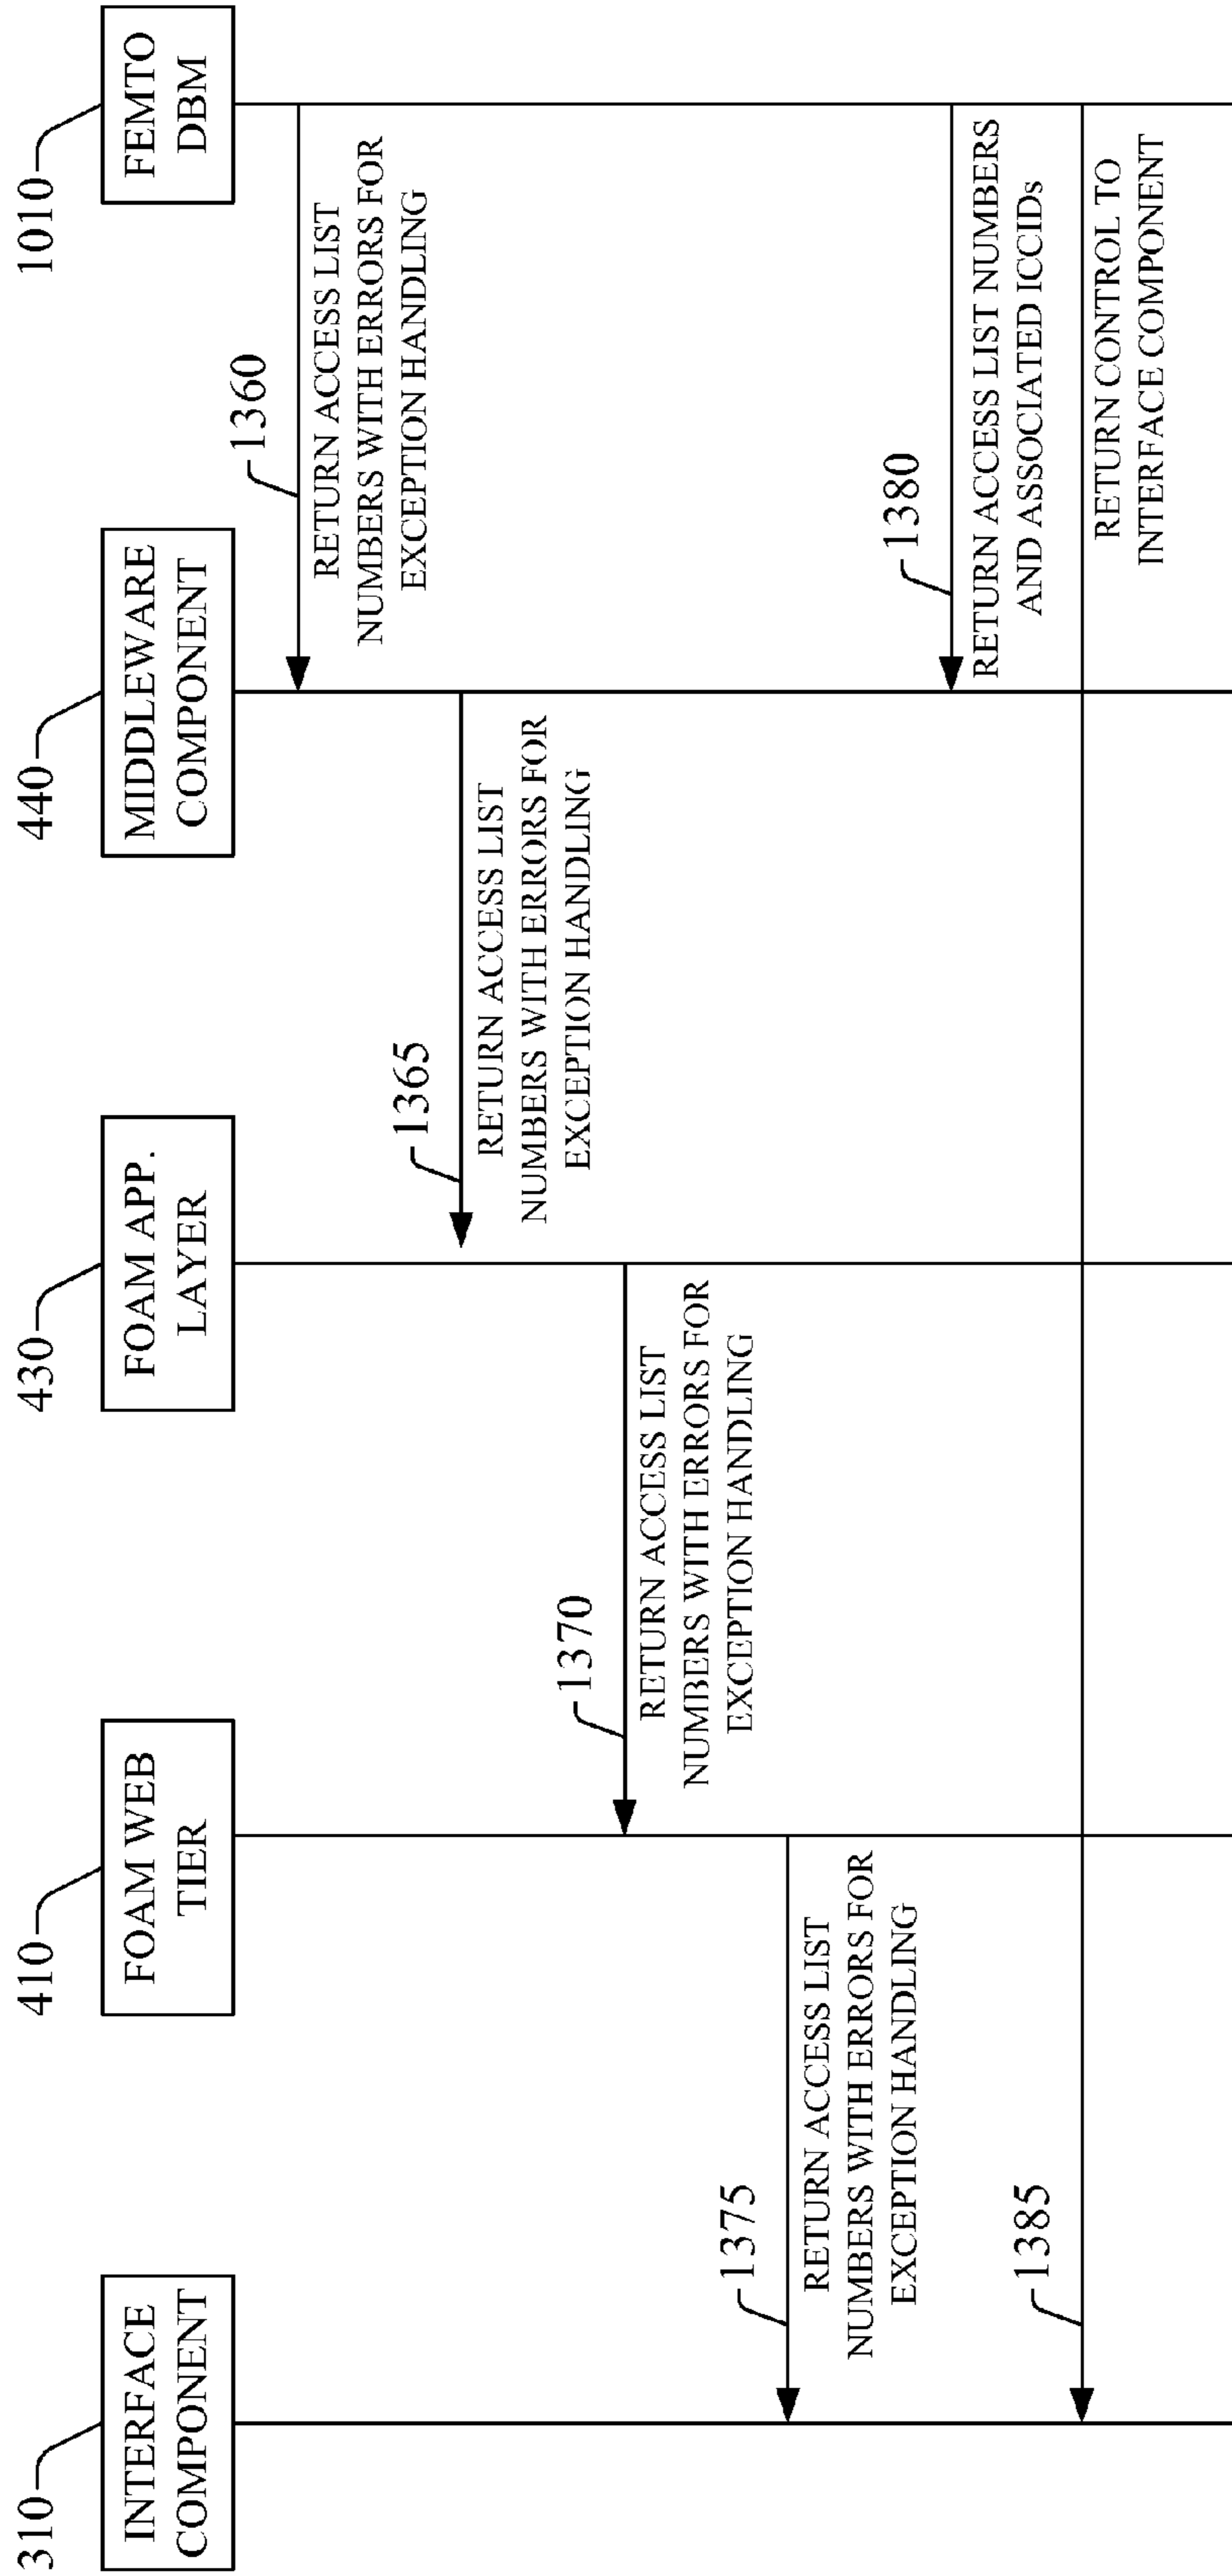 310
INTERFACE
COMPONENT
410
FOAM WEB
TIER
430
FOAM APP.
LAYER
440
MIDDLEWARE
COMPONENT
1010
FEMTO
DBM
1360
RETURN ACCESS LIST
NUMBERS WITH ERRORS FOR
EXCEPTION HANDLING
1365
RETURN ACCESS LIST
NUMBERS WITH ERRORS FOR
EXCEPTION HANDLING
1370
RETURN ACCESS LIST
NUMBERS WITH ERRORS FOR
EXCEPTION HANDLING
1375
RETURN ACCESS LIST
NUMBERS WITH ERRORS FOR
EXCEPTION HANDLING
1380
RETURN ACCESS LIST NUMBERS
AND ASSOCIATED ICCIDs
1385
RETURN CONTROL TO
INTERFACE COMPONENT